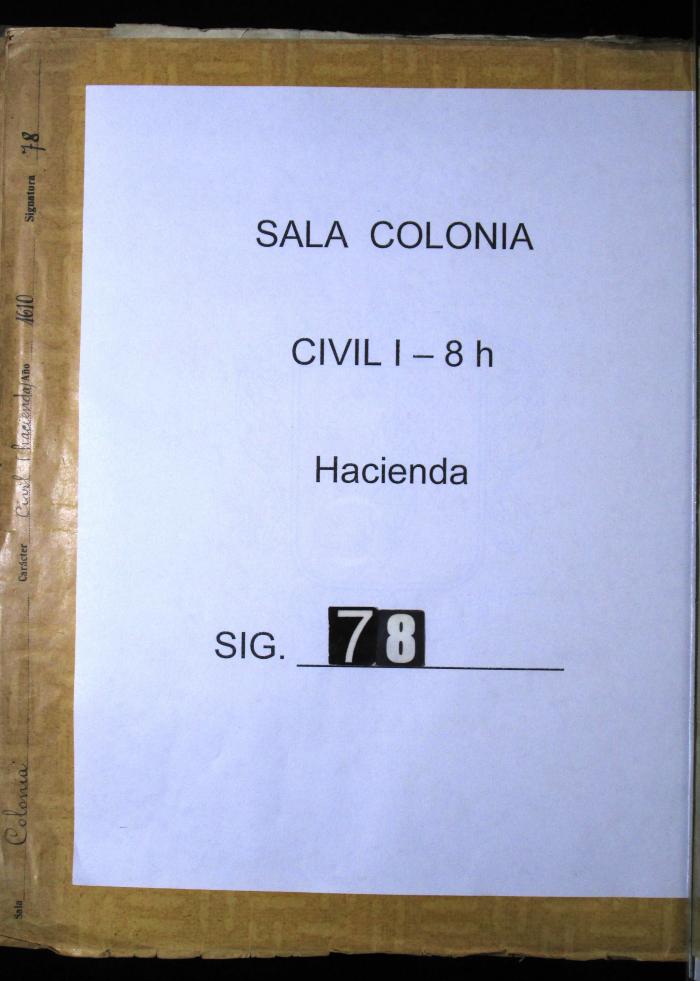 SALA COLONIA
CIVIL I – 8 h
Hacienda
SIG. 78
Sala Colonia Carácter Civil (hacienda) Año 1610 Signatura 78